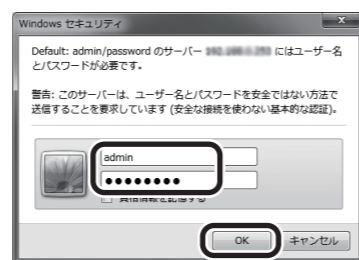 Windows セキュリティ
x
Default: admin/password のサーバー にはユーザー名
とパスワードが必要です。
警告: このサーバーは、ユーザー名とパスワードを安全ではない方法で
送信することを要求しています (安全な接続を使わない基本的な認証)。
admin
●●●●●●●●
を記憶する
OK
キャンセル